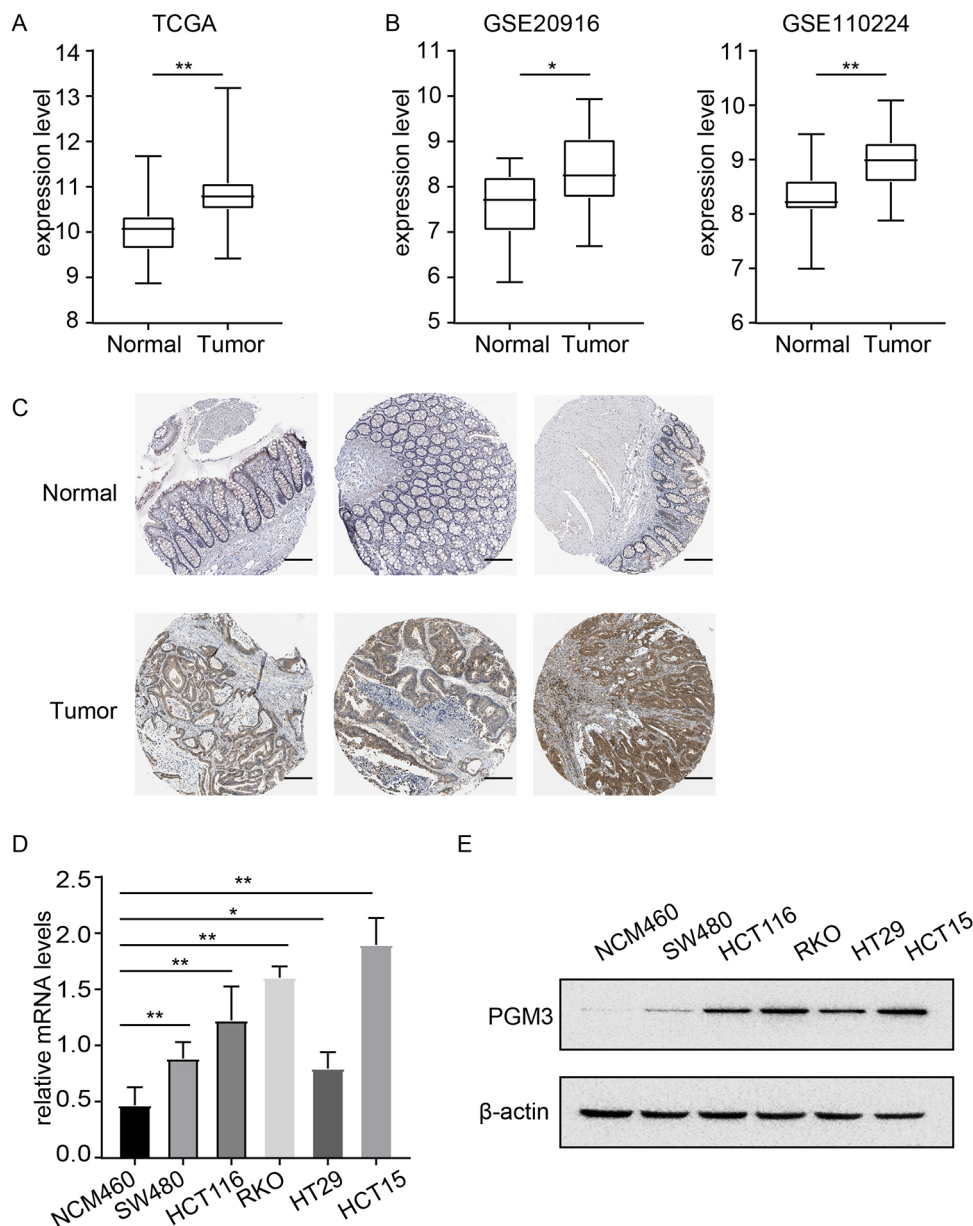 A
TCGA
expression level
14
13
12
11
10
9
8
**
Normal Tumor
B
GSE20916
expression level
11
10
9
8
7
6
5
*
Normal Tumor
GSE110224
expression level
11
10
9
8
7
6
**
Normal Tumor
C
Normal
Tumor
D
relative mRNA levels
2.5
2.0
1.5
1.0
0.5
0.0
**
*
**
**
**
NCM460
SW480
HCT116
RKO
HT29
HCT15
E
NCM460
SW480
HCT116
RKO
HT29
HCT15
PGM3
β-actin